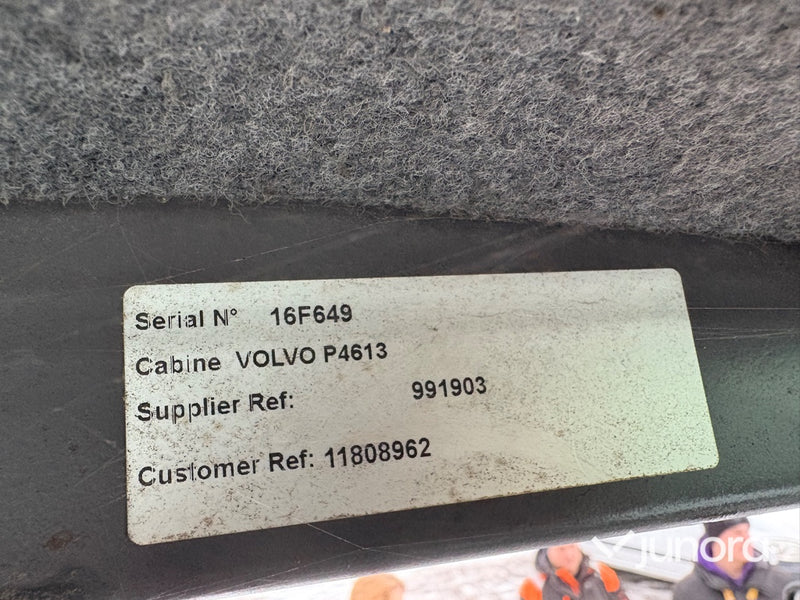 Serial N° 16F649
Cabine VOLVO P4613
Supplier Ref: 991903
Customer Ref: 11808962
junora